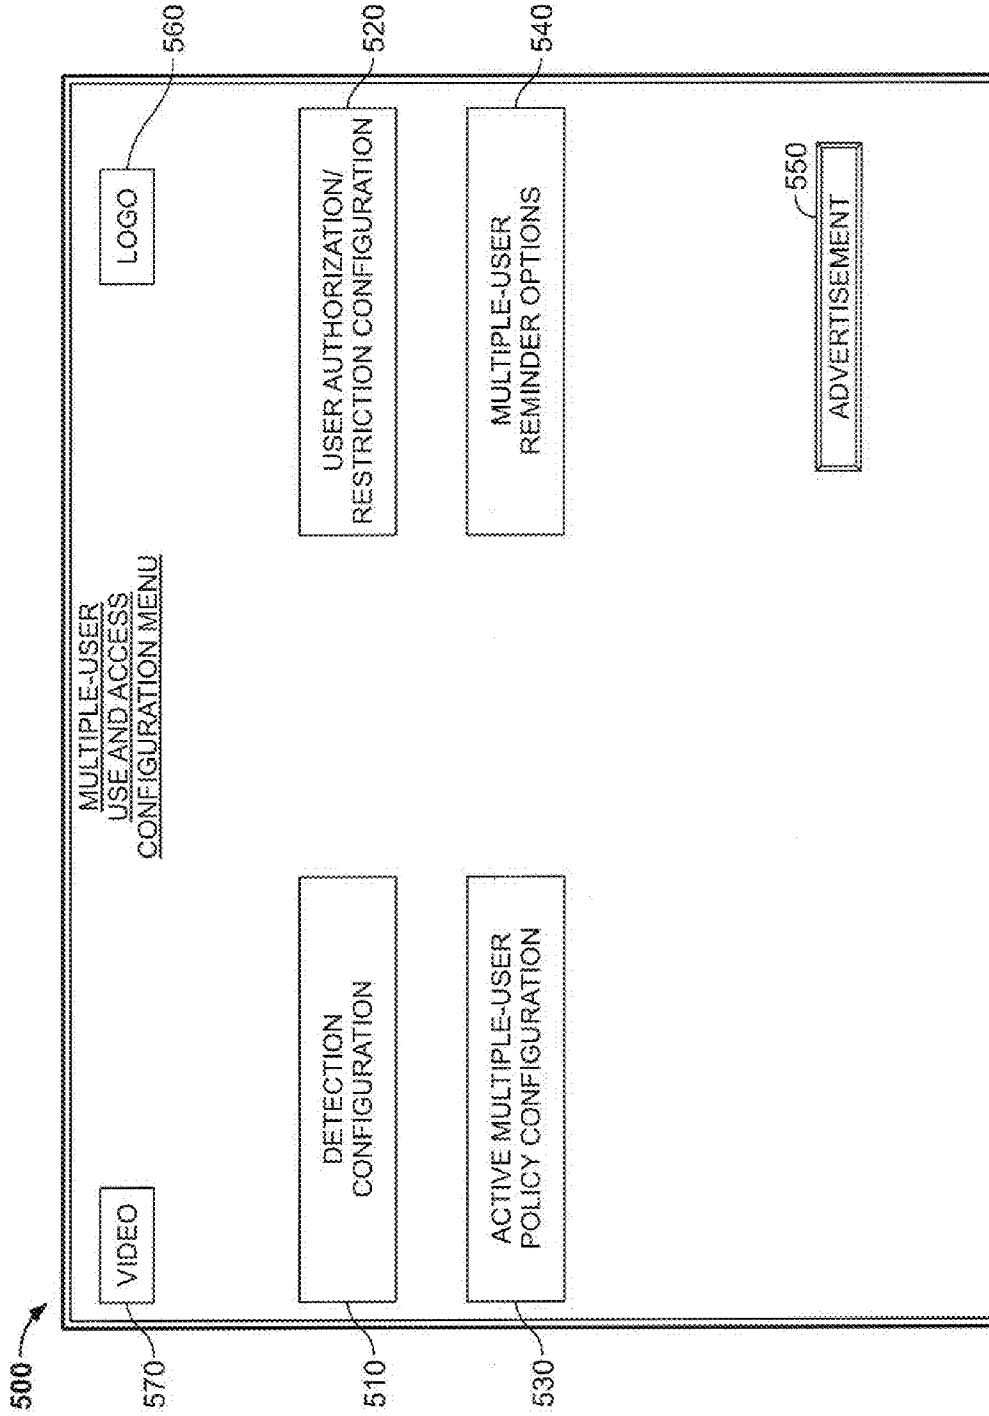 500
MULTIPLE-USER
USE AND ACCESS
CONFIGURATION MENU
570
VIDEO
LOGO
560
510
DETECTION
CONFIGURATION
USER AUTHORIZATION/
RESTRICTION CONFIGURATION
520
530
ACTIVE MULTIPLE-USER
POLICY CONFIGURATION
MULTIPLE-USER
REMINDER OPTIONS
540
550
ADVERTISEMENT